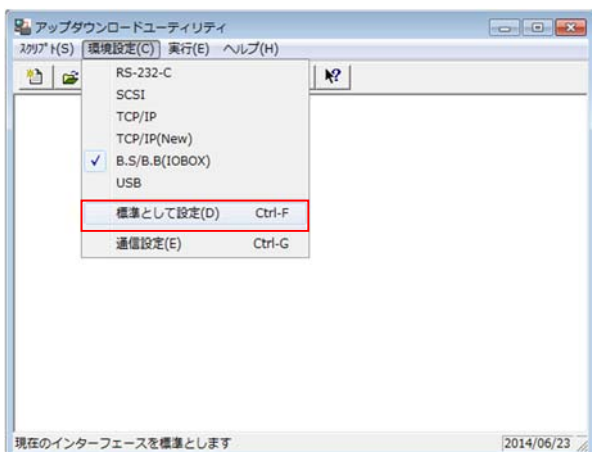 アップダウンロードユーティリティ
スクリプト(S) 環境設定(C) 実行(E) ヘルプ(H)
RS-232-C
SCSI
TCP/IP
TCP/IP(New)
✓ B.S/B.B(IOBOX)
USB
標準として設定(D) Ctrl-F
通信設定(E) Ctrl-G
現在のインターフェースを標準とします 2014/06/23